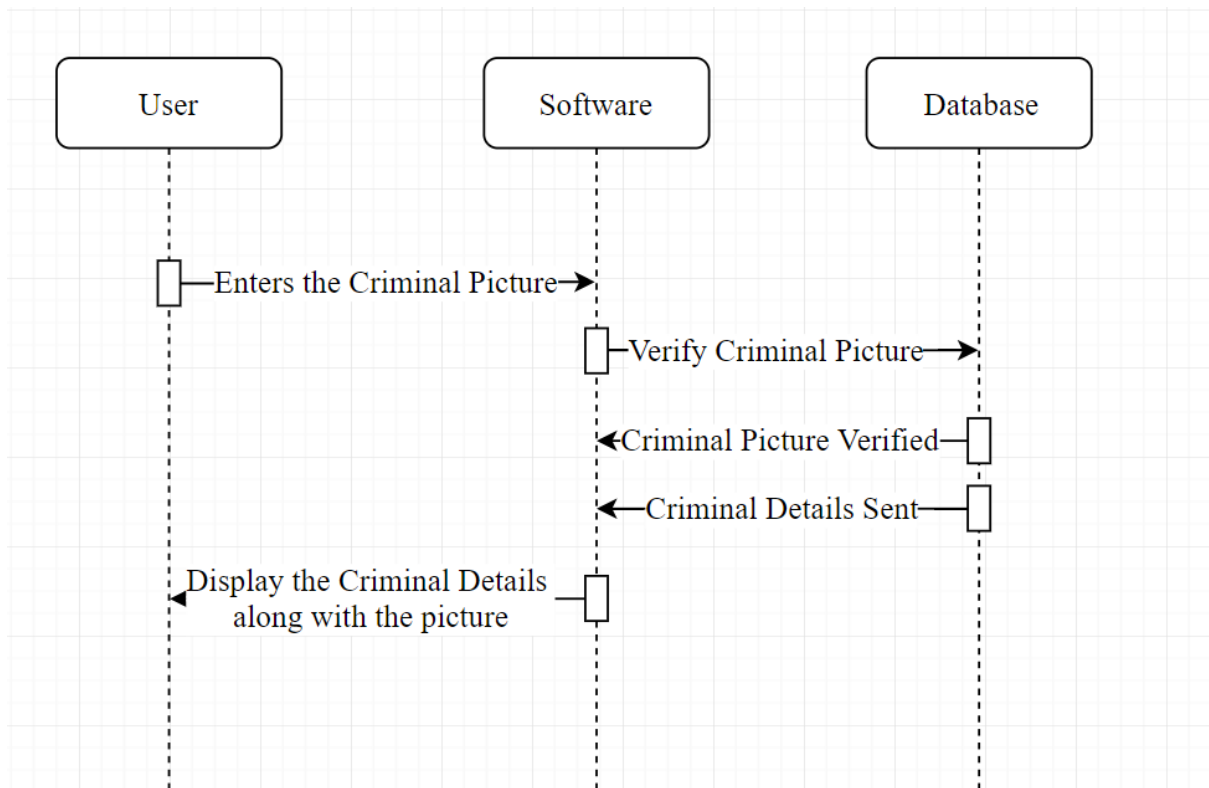 User
Software
Database
Enters the Criminal Picture
Verify Criminal Picture
Criminal Picture Verified
Criminal Details Sent
Display the Criminal Details
along with the picture